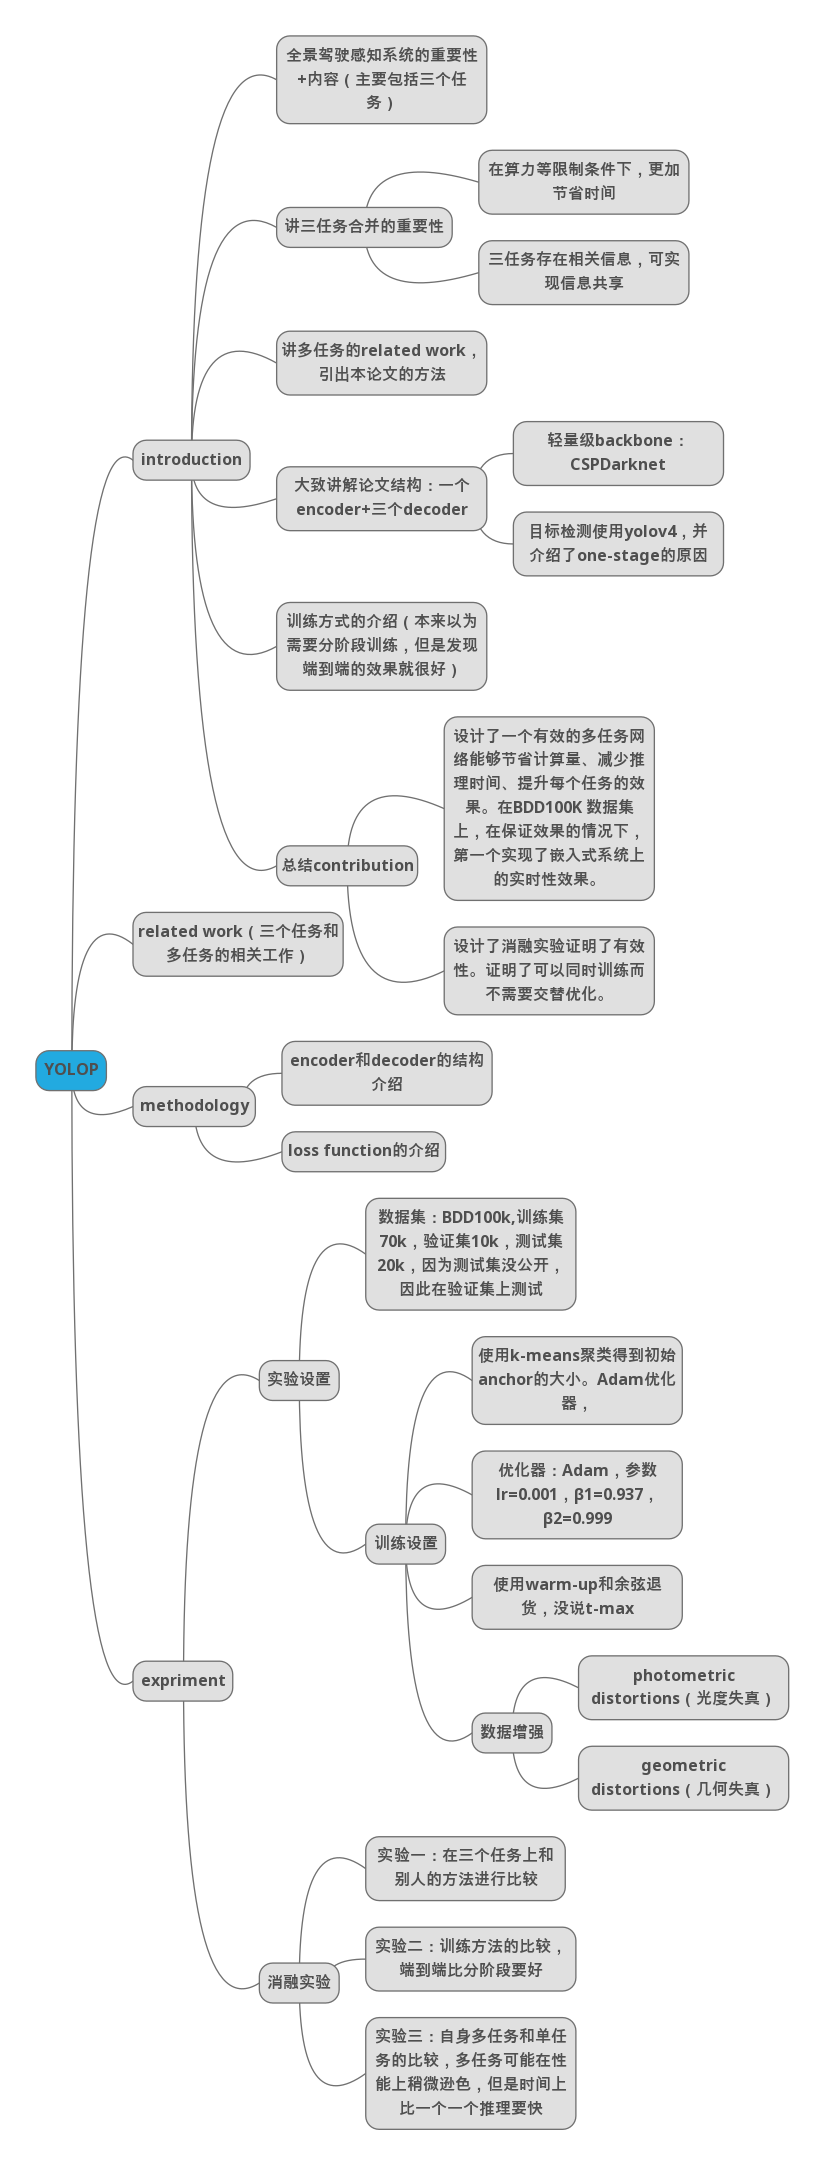 全景驾驶感知系统的重要性
+内容（主要包括三个任
务）
在算力等限制条件下，更加
节省时间
讲三任务合并的重要性
三任务存在相关信息，可实
现信息共享
讲多任务的related work，
引出本论文的方法
轻量级backbone：
CSPDarknet
introduction
大致讲解论文结构：一个
encoder+三个decoder
目标检测使用yolov4，并
介绍了one-stage的原因
训练方式的介绍（本来以为
需要分阶段训练，但是发现
端到端的效果就很好）
设计了一个有效的多任务网
络能够节省计算量、减少推
理时间、提升每个任务的效
果。在BDD100K 数据集
上，在保证效果的情况下，
第一个实现了嵌入式系统上
的实时性效果。
总结contribution
设计了消融实验证明了有效
性。证明了可以同时训练而
不需要交替优化。
related work（三个任务和
多任务的相关工作）
YOLOP
encoder和decoder的结构
介绍
methodology
loss function的介绍
数据集：BDD100k,训练集
70k，验证集10k，测试集
20k，因为测试集没公开，
因此在验证集上测试
实验设置
使用k-means聚类得到初始
anchor的大小。Adam优化
器，
优化器：Adam，参数
lr=0.001，β1=0.937，
β2=0.999
训练设置
使用warm-up和余弦退
货，没说t-max
photometric
distortions（光度失真）
数据增强
geometric
distortions（几何失真）
expriment
实验一：在三个任务上和
别人的方法进行比较
实验二：训练方法的比较，
端到端比分阶段要好
消融实验
实验三：自身多任务和单任
务的比较，多任务可能在性
能上稍微逊色，但是时间上
比一个一个推理要快